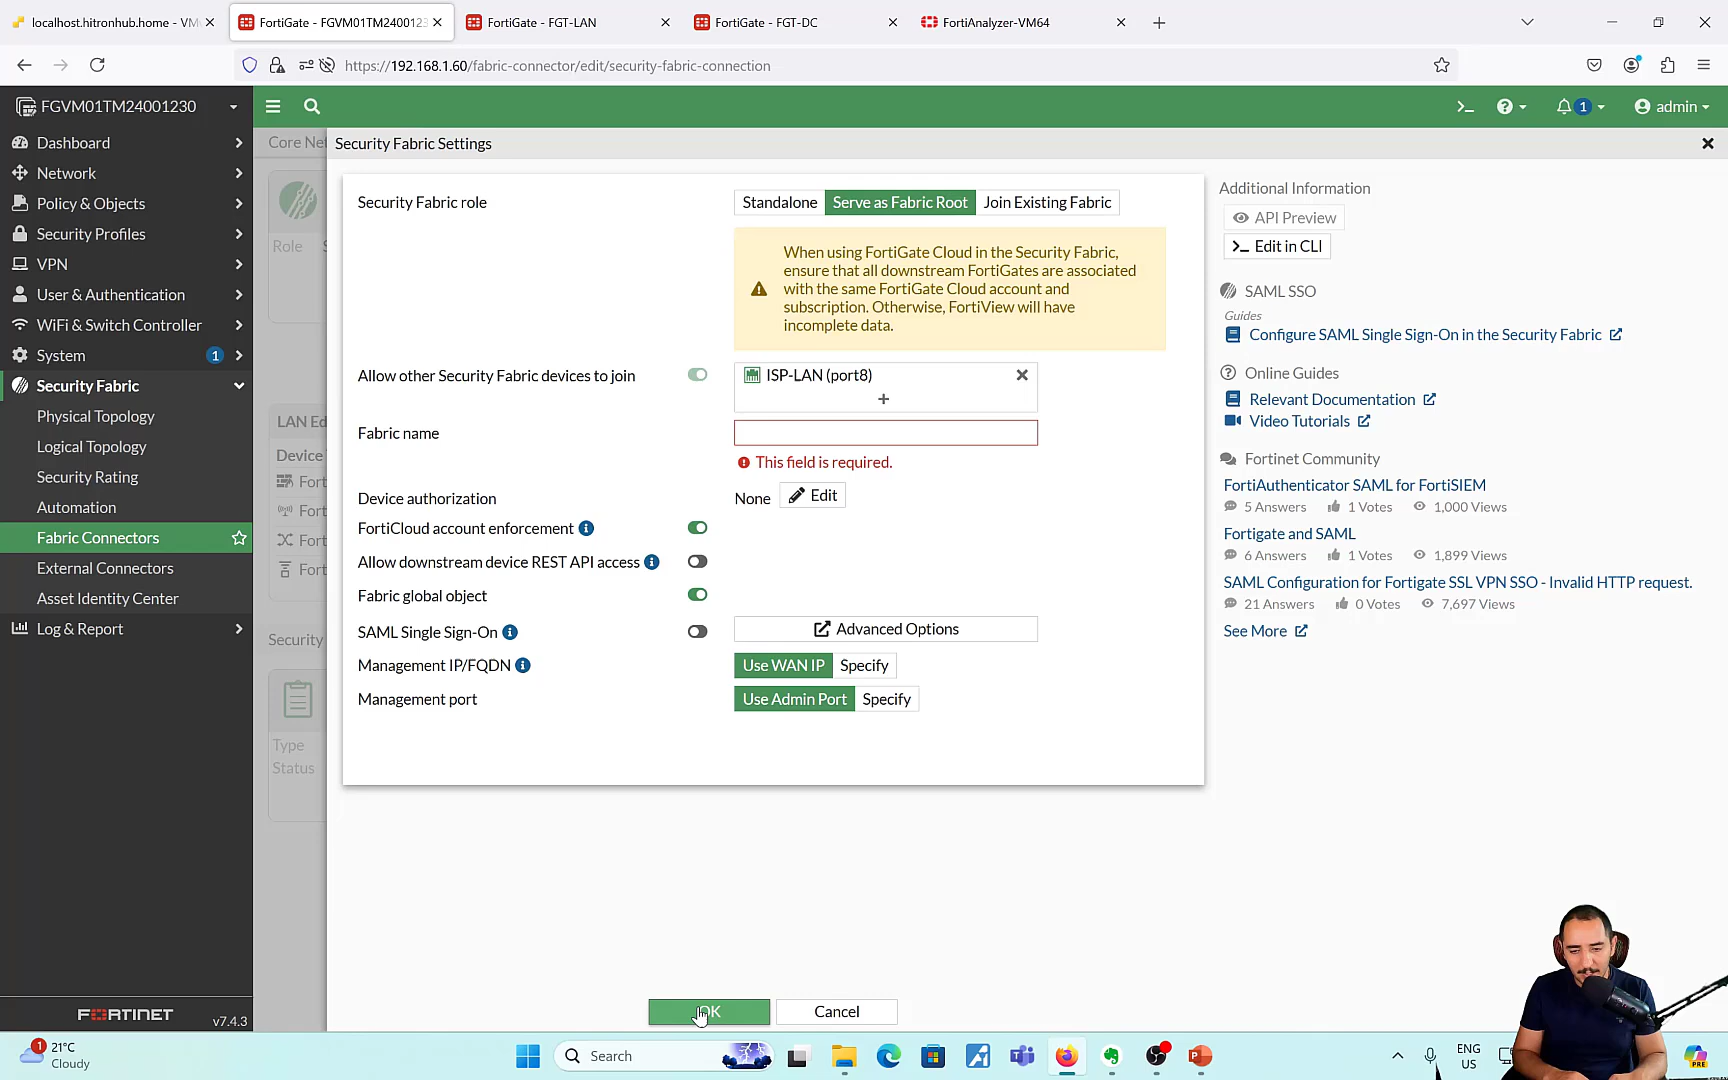 localhost.hitronhub.home - VM
FortiGate - FGVM01TM2400123
FortiGate - FGT-LAN
FortiGate - FGT-DC
FortiAnalyzer-VM64
https://192.168.1.60/fabric-connector/edit/security-fabric-connection
FGVM01TM24001230
1
admin
Dashboard
Network
Policy & Objects
Security Profiles
VPN
User & Authentication
WiFi & Switch Controller
System
1
Security Fabric
Physical Topology
Logical Topology
Security Rating
Automation
Fabric Connectors
External Connectors
Asset Identity Center
Log & Report
FORTINET
v7.4.3
Core Net
Role
LAN Ed
Device
Fort
Fort
Fort
Fort
Security
Type
Status
Security Fabric Settings
Security Fabric role
Standalone
Serve as Fabric Root
Join Existing Fabric
When using FortiGate Cloud in the Security Fabric,
ensure that all downstream FortiGates are associated
with the same FortiGate Cloud account and
subscription. Otherwise, FortiView will have
incomplete data.
Allow other Security Fabric devices to join
ISP-LAN (port8)
+
Fabric name
This field is required.
Device authorization
None
Edit
FortiCloud account enforcement
Allow downstream device REST API access
Fabric global object
SAML Single Sign-On
Advanced Options
Management IP/FQDN
Use WAN IP
Specify
Management port
Use Admin Port
Specify
OK
Cancel
Additional Information
API Preview
>_ Edit in CLI
SAML SSO
Guides
Configure SAML Single Sign-On in the Security Fabric
Online Guides
Relevant Documentation
Video Tutorials
Fortinet Community
FortiAuthenticator SAML for FortiSIEM
5 Answers 1 Votes 1,000 Views
Fortigate and SAML
6 Answers 1 Votes 1,899 Views
SAML Configuration for Fortigate SSL VPN SSO - Invalid HTTP request.
21 Answers 0 Votes 7,697 Views
See More
1
21°C
Cloudy
Search
ENG
US
PRE